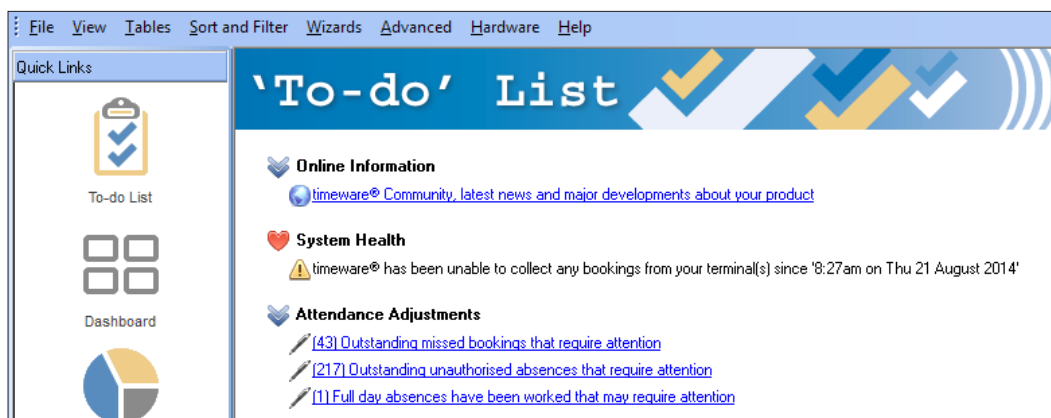 File View Tables Sort and Filter Wizards Advanced Hardware Help
Quick Links
'To-do' List
To-do List
Dashboard
Online Information
timeware® Community, latest news and major developments about your product
System Health
timeware® has been unable to collect any bookings from your terminal(s) since '8:27am on Thu 21 August 2014'
Attendance Adjustments
(43) Outstanding missed bookings that require attention
(217) Outstanding unauthorised absences that require attention
(1) Full day absences have been worked that may require attention